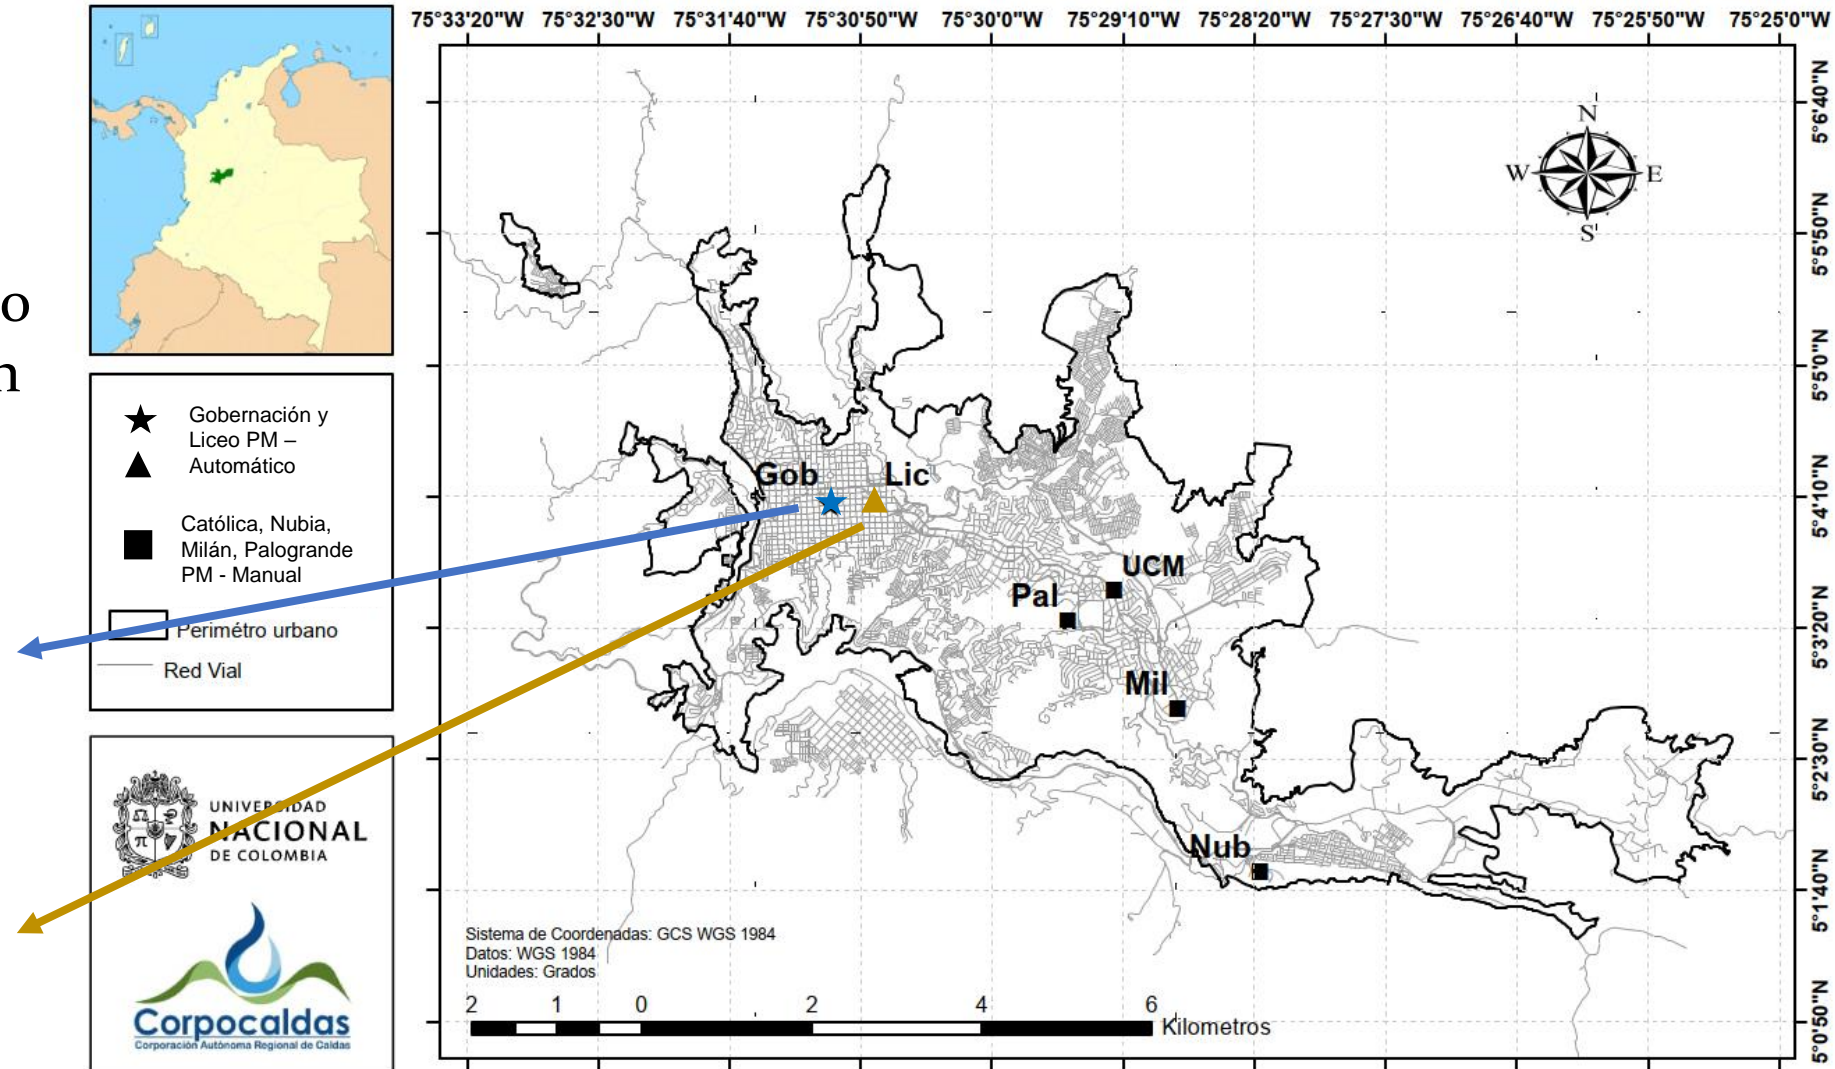 75°33'20"W 75°32'30"W 75°31'40"W 75°30'50"W 75°30'0"W 75°29'10"W 75°28'20"W 75°27'30"W 75°26'40"W 75°25'50"W 75°25'0"W
5°6'40"N
5°5'50"N
5°5'0"N
5°4'10"N
5°3'20"N
5°2'30"N
5°1'40"N
5°0'50"N
N
W
E
S
o
n
Gobernación y
Liceo PM –
Automático
Católica, Nubia,
Milán, Palogrande
PM - Manual
Perimétro urbano
Red Vial
UNIVERSIDAD
NACIONAL
DE COLOMBIA
Corpocaldas
Corporación Autónoma Regional de Caldas
Gob
Lic
UCM
Pal
Mil
Nub
Sistema de Coordenadas: GCS WGS 1984
Datos: WGS 1984
Unidades: Grados
2 1 0 2 4 6
Kilometros